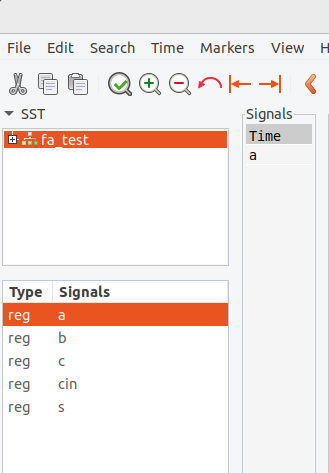 File Edit Search Time Markers View H
SST
fa_test
Type Signals
reg a
reg b
reg c
reg cin
reg s
Signals
Time
a